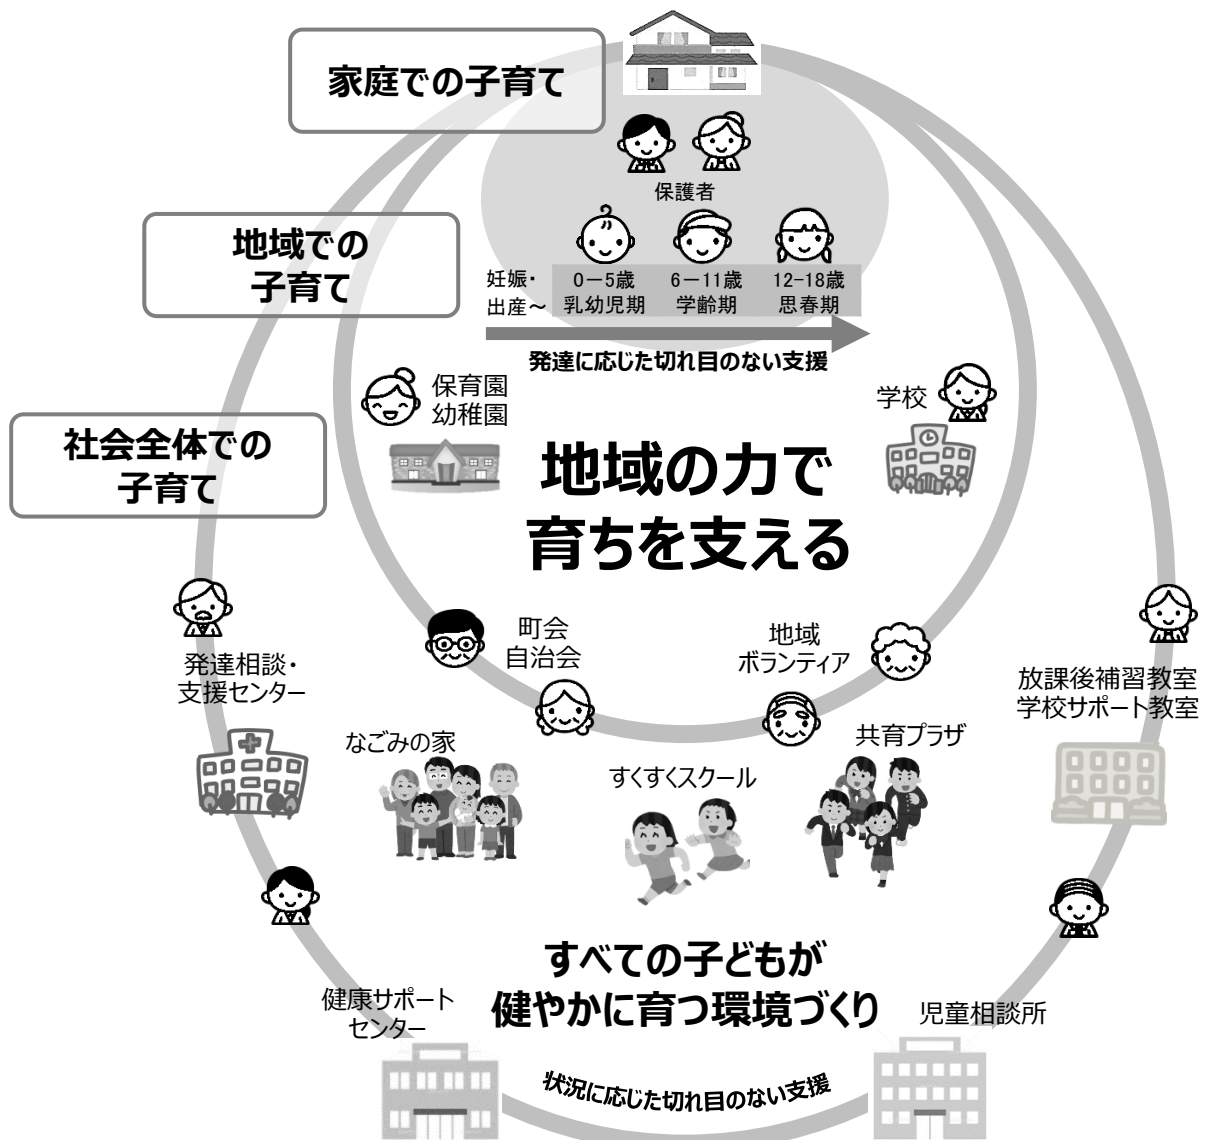 家庭での子育て
保護者
地域での
子育て
妊娠・
出産～
0－5歳
乳幼児期
6－11歳
学齢期
12-18歳
思春期
発達に応じた切れ目のない支援
保育園
幼稚園
学校
社会全体での
子育て
地域の力で
育ちを支える
町会
自治会
地域
ボランティア
発達相談・
支援センター
放課後補習教室
学校サポート教室
なごみの家
すくすくスクール
共育プラザ
すべての子どもが
健やかに育つ環境づくり
健康サポート
センター
児童相談所
状況に応じた切れ目のない支援